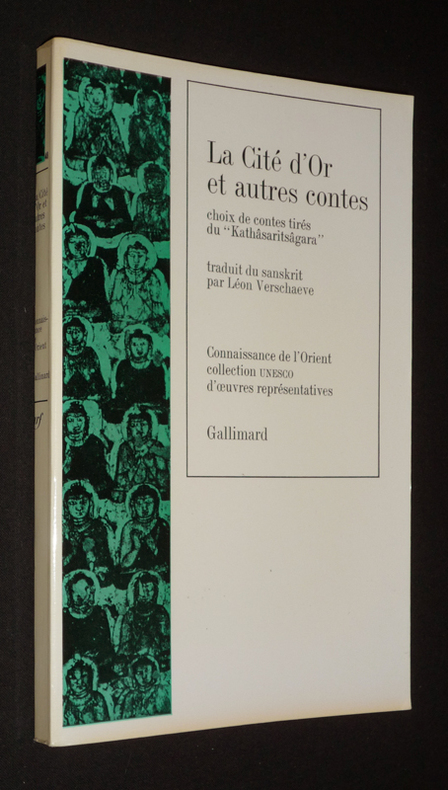 La Cité d'Or
et autres contes
choix de contes tirés
du "Kathâsaritsâgara"
traduit du sanskrit
par Léon Verschaeve
Connaissance de l'Orient
collection UNESCO
d'œuvres représentatives
Gallimard